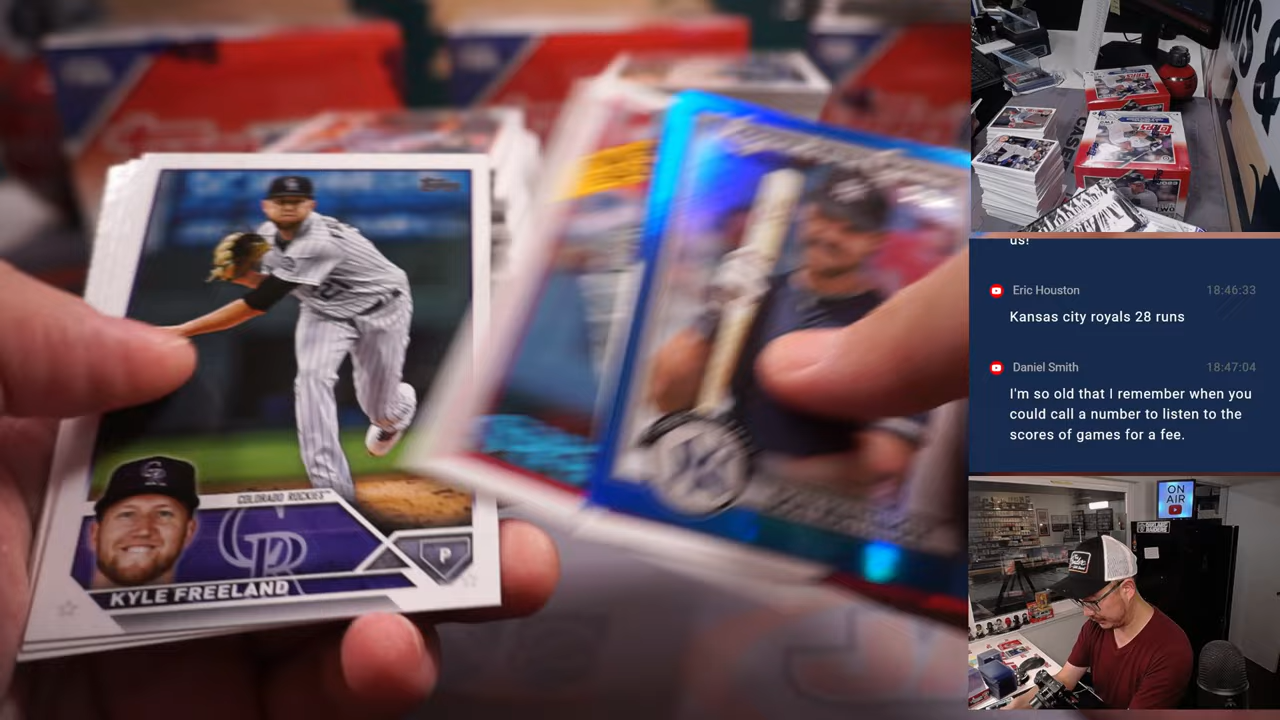 Topps
COLORADO ROCKIES
CR
KYLE FREELAND
P
us!
Eric Houston 18:46:33
Kansas city royals 28 runs
Daniel Smith 18:47:04
I'm so old that I remember when you
could call a number to listen to the
scores of games for a fee.
ON
AIR